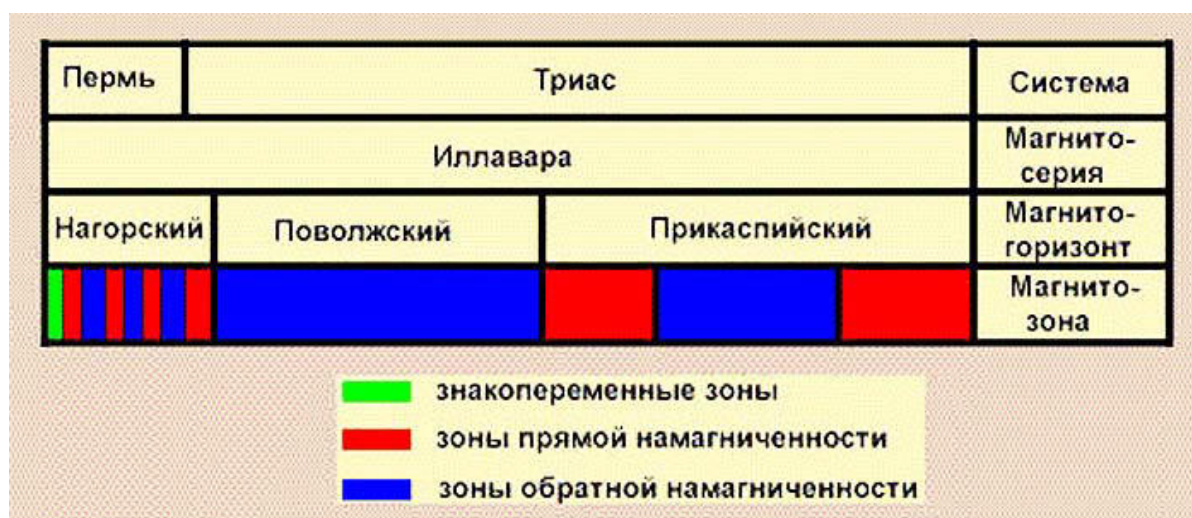 Пермь
Триас
Система
Иллавара
Магнито-
серия
Нагорский
Поволжский
Прикаспийский
Магнито-
горизонт
Магнито-
зона
знакопеременные зоны
зоны прямой намагниченности
зоны обратной намагниченности